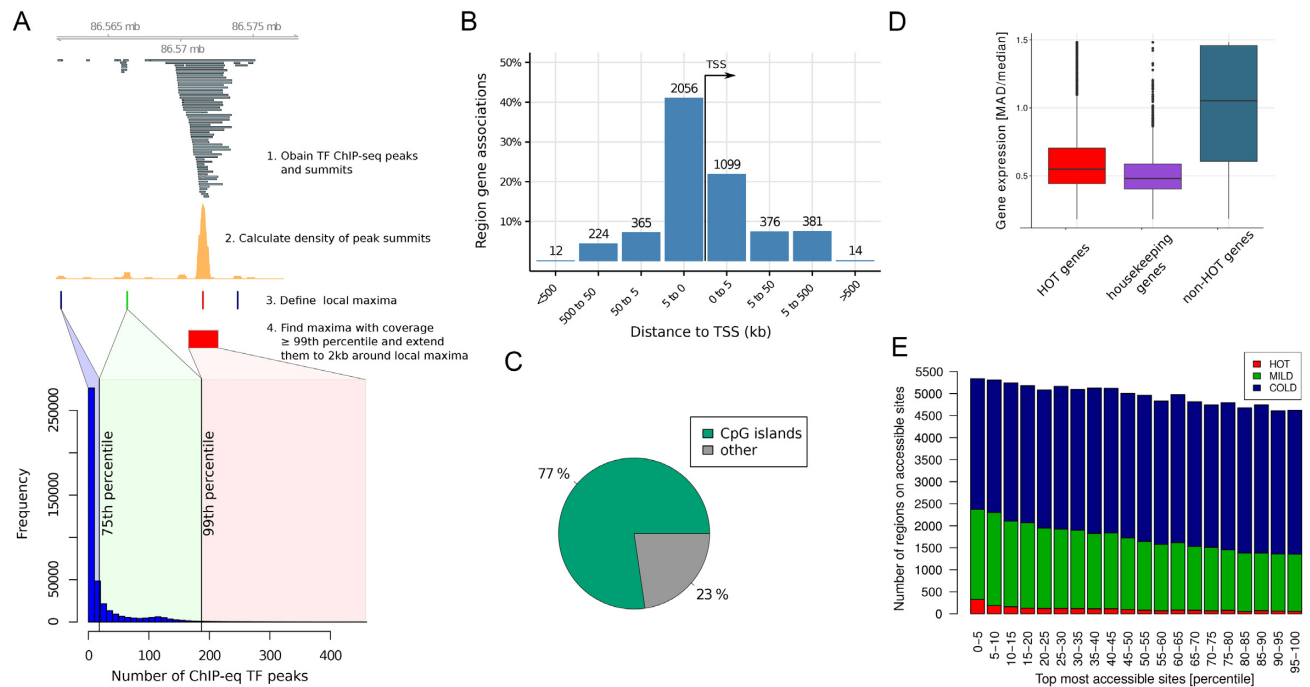 A
86.565 mb
86.575 mb
86.57 mb
1. Obain TF ChIP-seq peaks
and summits
2. Calculate density of peak summits
3. Define local maxima
4. Find maxima with coverage
≥ 99th percentile and extend
them to 2kb around local maxima
Frequency
0
50000
150000
250000
75th percentile
99th percentile
0
100
200
300
400
Number of ChIP-eq TF peaks
B
Region gene associations
50%
40%
30%
20%
10%
TSS
12
224
365
2056
1099
376
381
14
<500
500 to 50
50 to 5
5 to 0
0 to 5
5 to 50
5 to 500
>500
Distance to TSS (kb)
C
CpG islands
other
77 %
23 %
D
Gene expression [MAD/median]
1.5
1.0
0.5
HOT genes
housekeeping
genes
non-HOT genes
E
HOT
MILD
COLD
Number of regions on accessible sites
5500
5000
4500
4000
3500
3000
2500
2000
1500
1000
500
0
0–5
5–10
10–15
15–20
20–25
25–30
30–35
35–40
40–45
45–50
50–55
55–60
60–65
65–70
70–75
75–80
80–85
85–90
90–95
95–100
Top most accessible sites [percentile]